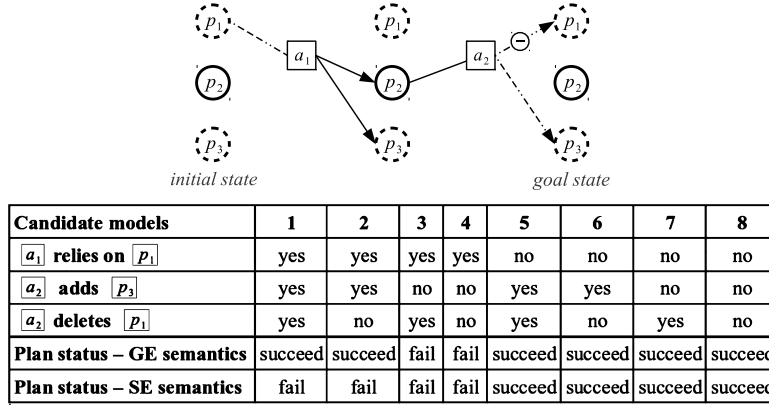 p1 p1 p1
a1 a2
−
p2 p2 p2
p3 p3 p3
initial state goal state
Candidate models 1 2 3 4 5 6 7 8
a1 relies on p1 yes yes yes yes no no no no
a2 adds p3 yes yes no no yes yes no no
a2 deletes p1 yes no yes no yes no yes no
Plan status – GE semantics succeed succeed fail fail succeed succeed succeed succeed
Plan status – SE semantics fail fail fail fail succeed succeed succeed succeed